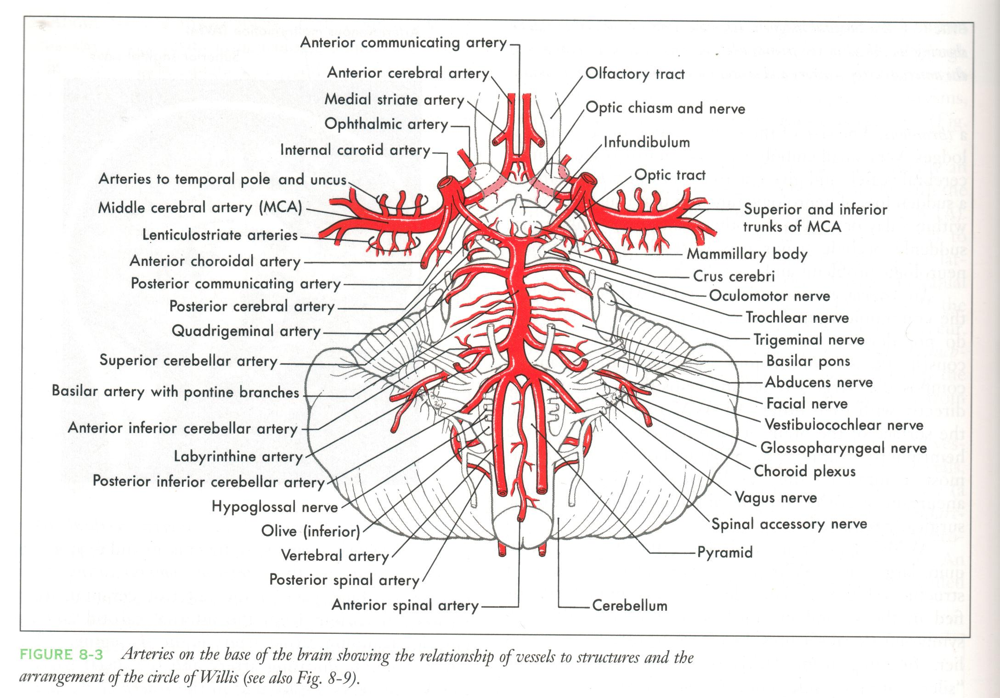 Anterior communicating artery
Anterior cerebral artery
Medial striate artery
Ophthalmic artery
Internal carotid artery
Arteries to temporal pole and uncus
Middle cerebral artery (MCA)
Lenticulostriate arteries
Anterior choroidal artery
Posterior communicating artery
Posterior cerebral artery
Quadrigeminal artery
Superior cerebellar artery
Basilar artery with pontine branches
Anterior inferior cerebellar artery
Labyrinthine artery
Posterior inferior cerebellar artery
Hypoglossal nerve
Olive (inferior)
Vertebral artery
Posterior spinal artery
Anterior spinal artery
Olfactory tract
Optic chiasm and nerve
Infundibulum
Optic tract
Superior and inferior
trunks of MCA
Mammillary body
Crus cerebri
Oculomotor nerve
Trochlear nerve
Trigeminal nerve
Basilar pons
Abducens nerve
Facial nerve
Vestibulocochlear nerve
Glossopharyngeal nerve
Choroid plexus
Vagus nerve
Spinal accessory nerve
Pyramid
Cerebellum
FIGURE 8-3 Arteries on the base of the brain showing the relationship of vessels to structures and the
arrangement of the circle of Willis (see also Fig. 8-9).